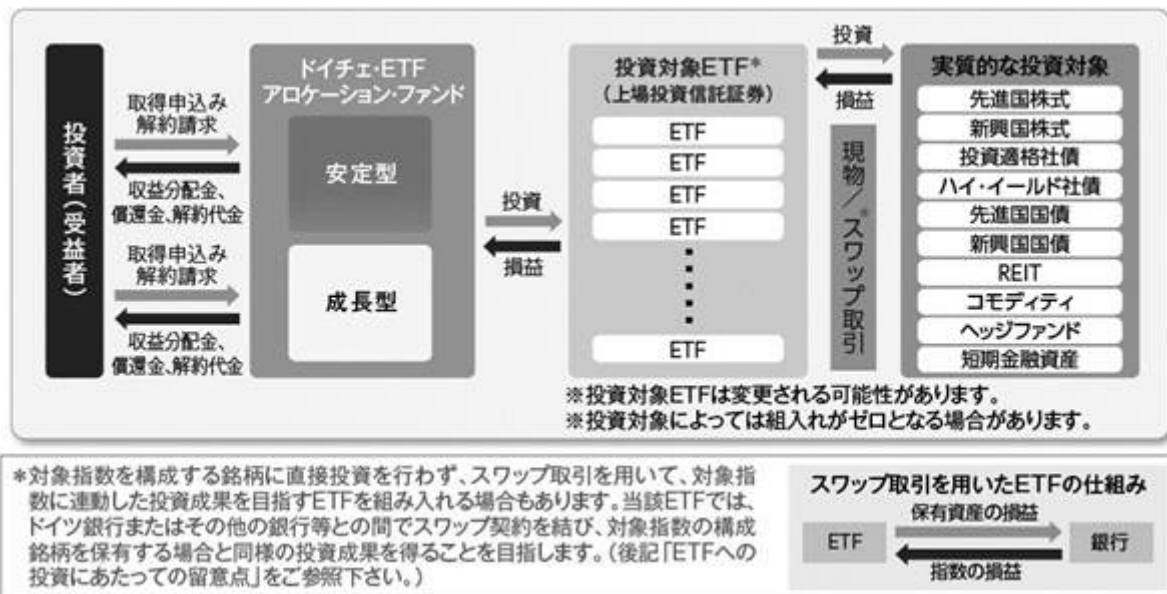 投資者(受益者)
取得申込み
解約請求
収益分配金、
償還金、解約代金
取得申込み
解約請求
収益分配金、
償還金、解約代金
ドイチェ・ETF
アロケーション・ファンド
安定型
成長型
投資
損益
投資対象ETF*
(上場投資信託証券)
ETF
ETF
ETF
ETF
ETF
投資
損益
現物/スワップ取引*
実質的な投資対象
先進国株式
新興国株式
投資適格社債
ハイ・イールド社債
先進国国債
新興国国債
REIT
コモディティ
ヘッジファンド
短期金融資産
※投資対象ETFは変更される可能性があります。
※投資対象によっては組入れがゼロとなる場合があります。
*対象指数を構成する銘柄に直接投資を行わず、スワップ取引を用いて、対象指
数に連動した投資成果を目指すETFを組み入れる場合もあります。当該ETFでは、
ドイツ銀行またはその他の銀行等との間でスワップ契約を結び、対象指数の構成
銘柄を保有する場合と同様の投資成果を得ることを目指します。(後記「ETFへの
投資にあたっての留意点」をご参照下さい。)
スワップ取引を用いたETFの仕組み
保有資産の損益
ETF
銀行
指数の損益